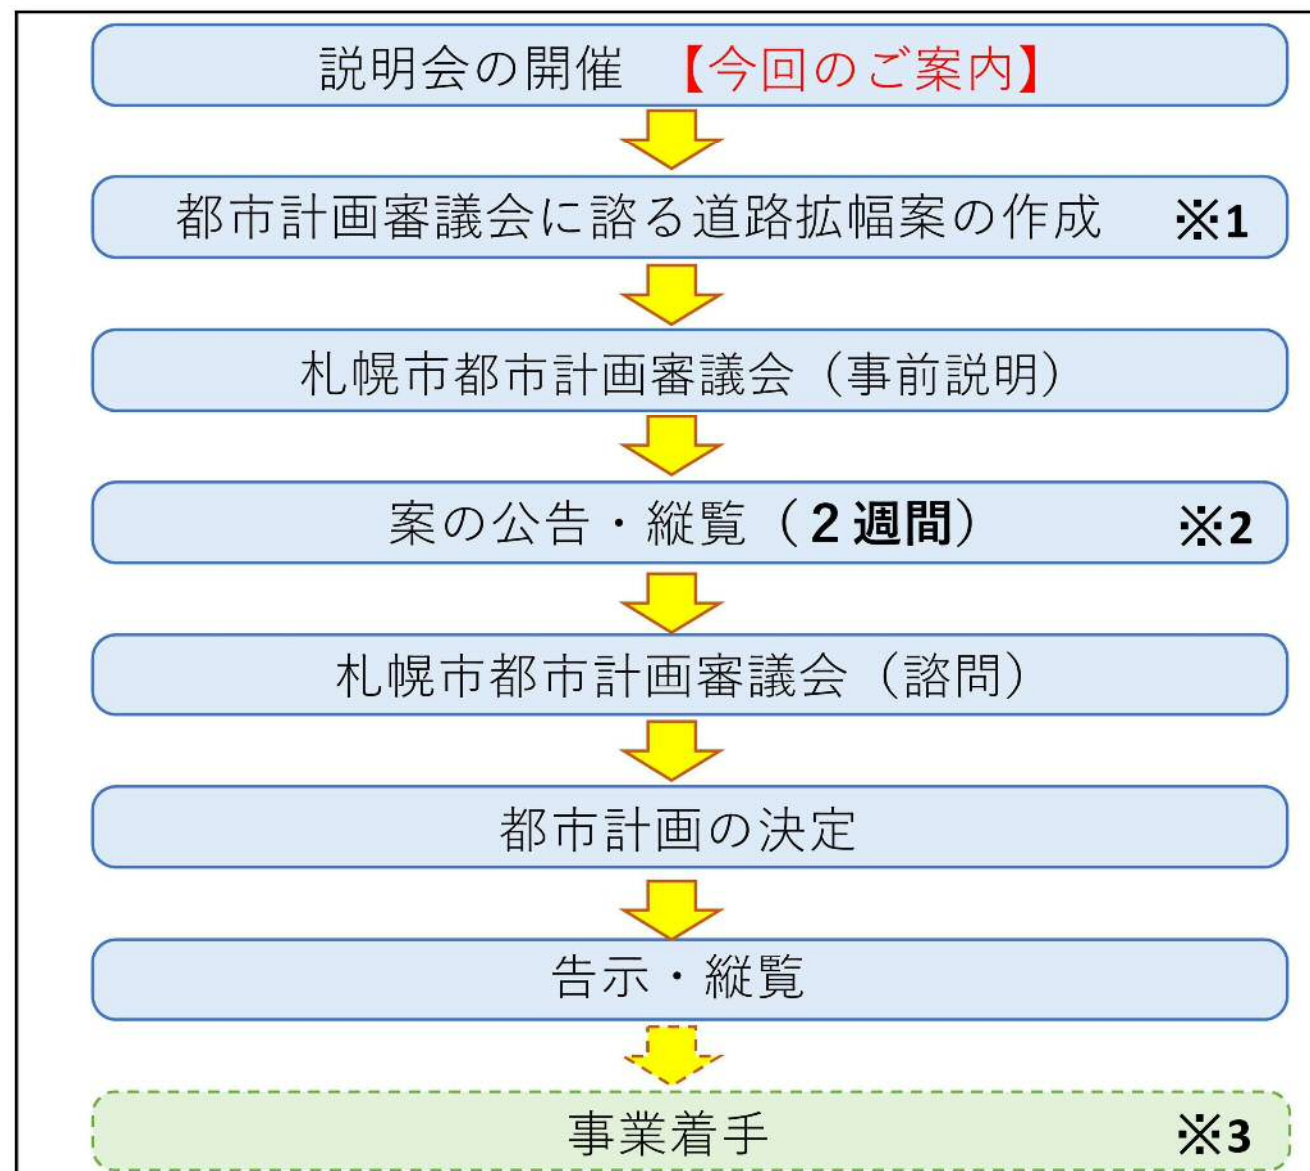 説明会の開催 【今回のご案内】
都市計画審議会に諮る道路拡幅案の作成 ※1
札幌市都市計画審議会（事前説明）
案の公告・縦覧（２週間） ※2
札幌市都市計画審議会（諮問）
都市計画の決定
告示・縦覧
事業着手 ※3